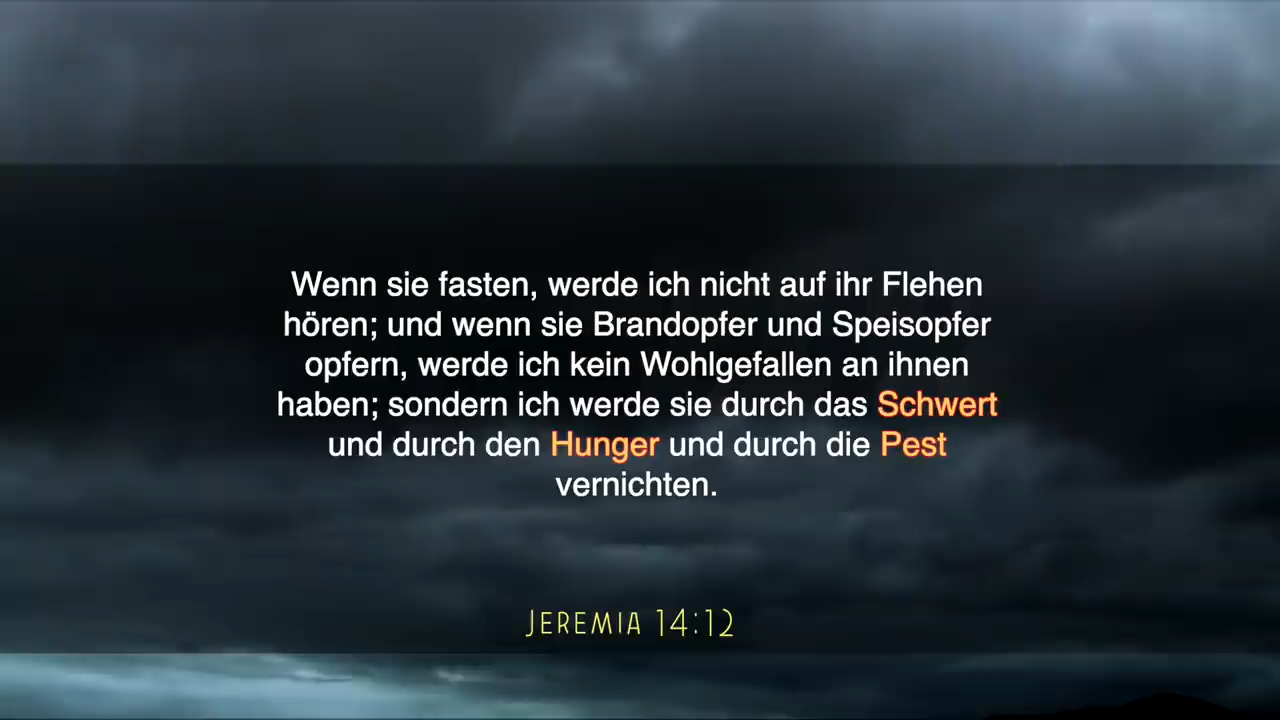 Wenn sie fasten, werde ich nicht auf ihr Flehen
hören; und wenn sie Brandopfer und Speisopfer
opfern, werde ich kein Wohlgefallen an ihnen
haben; sondern ich werde sie durch das Schwert
und durch den Hunger und durch die Pest
vernichten.
JEREMIA 14:12